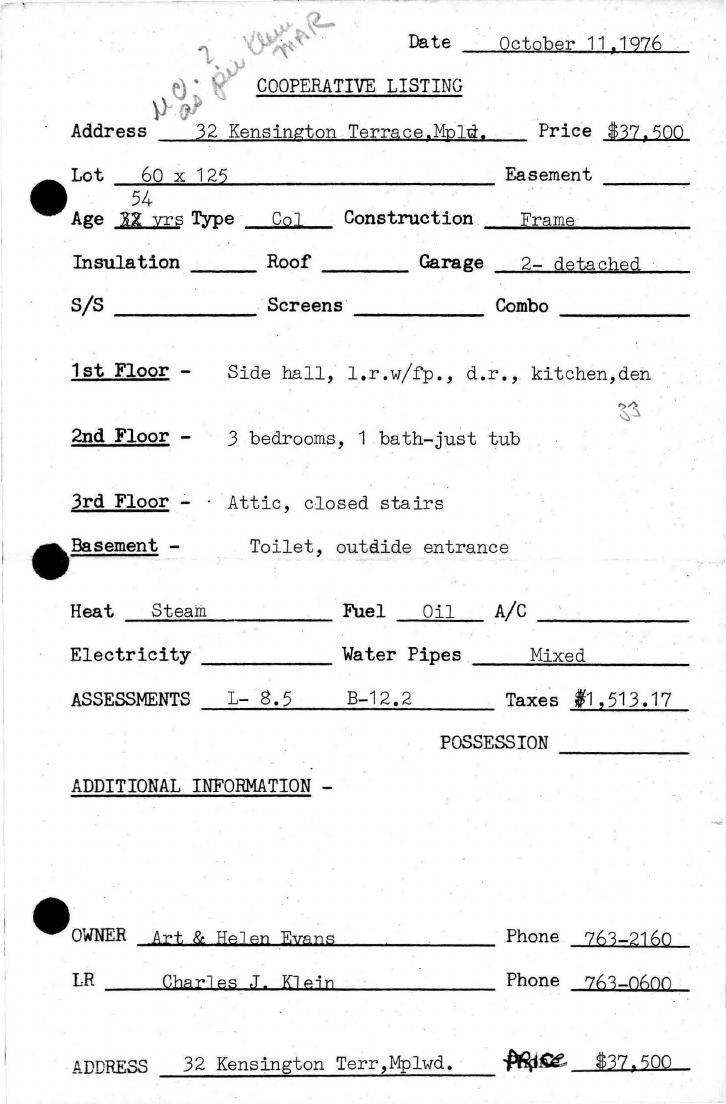 N.O. ?
as per Klein
MAR
Date October 11,1976
COOPERATIVE LISTING
Address 32 Kensington Terrace,Mpld. Price $37,500
Lot 60 x 125 Easement
54
Age yrs Type Col Construction Frame
Insulation Roof Garage 2- detached
S/S Screens Combo
1st Floor - Side hall, l.r.w/fp., d.r., kitchen,den
33
2nd Floor - 3 bedrooms, 1 bath-just tub
3rd Floor - Attic, closed stairs
Basement - Toilet, outdide entrance
Heat Steam Fuel Oil A/C
Electricity Water Pipes Mixed
ASSESSMENTS L- 8.5 B-12.2 Taxes $1,513.17
POSSESSION
ADDITIONAL INFORMATION -
OWNER Art & Helen Evans Phone 763-2160
LR Charles J. Klein Phone 763-0600
ADDRESS 32 Kensington Terr,Mplwd. PRICE $37,500